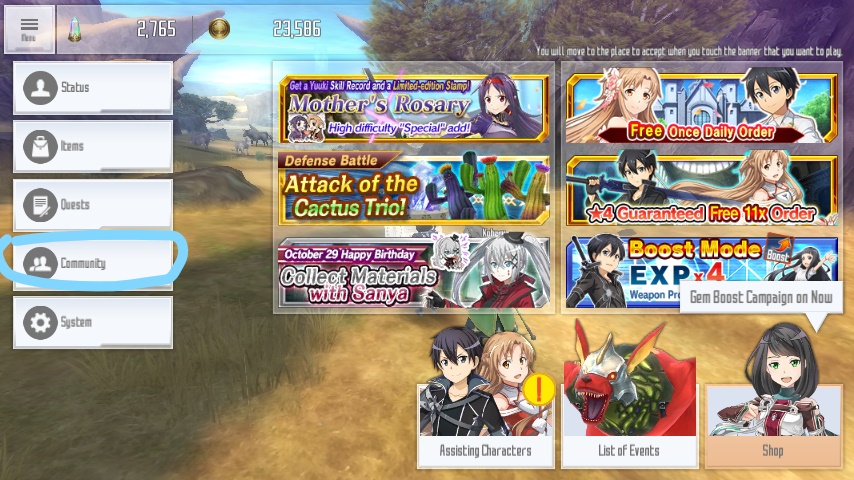 Menu
2,765
23,586
You will move to the place to accept when you touch the banner that you want to play.
Status
Items
Quests
Community
System
Get a Yuuki Skill Record and a Limited-edition Stamp!
Mother's Rosary
High difficulty "Special" add!
Defense Battle
Attack of the
Cactus Trio!
October 29 Happy Birthday
Collect Materials
with Sanya
Free Once Daily Order
★4 Guaranteed Free 11x Order
Boost Mode
EXP x4
Boost
Gem Boost Campaign on Now
Assisting Characters
!
List of Events
Shop